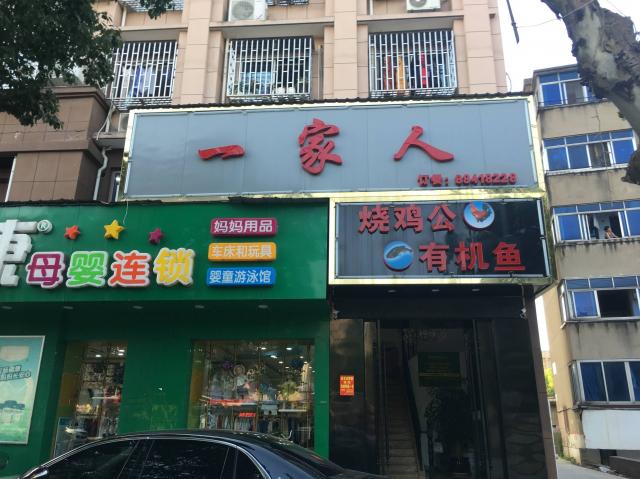 一家人
订餐：88418228
烧鸡公
有机鱼
康®
母婴连锁
妈妈用品
车床和玩具
婴童游泳馆